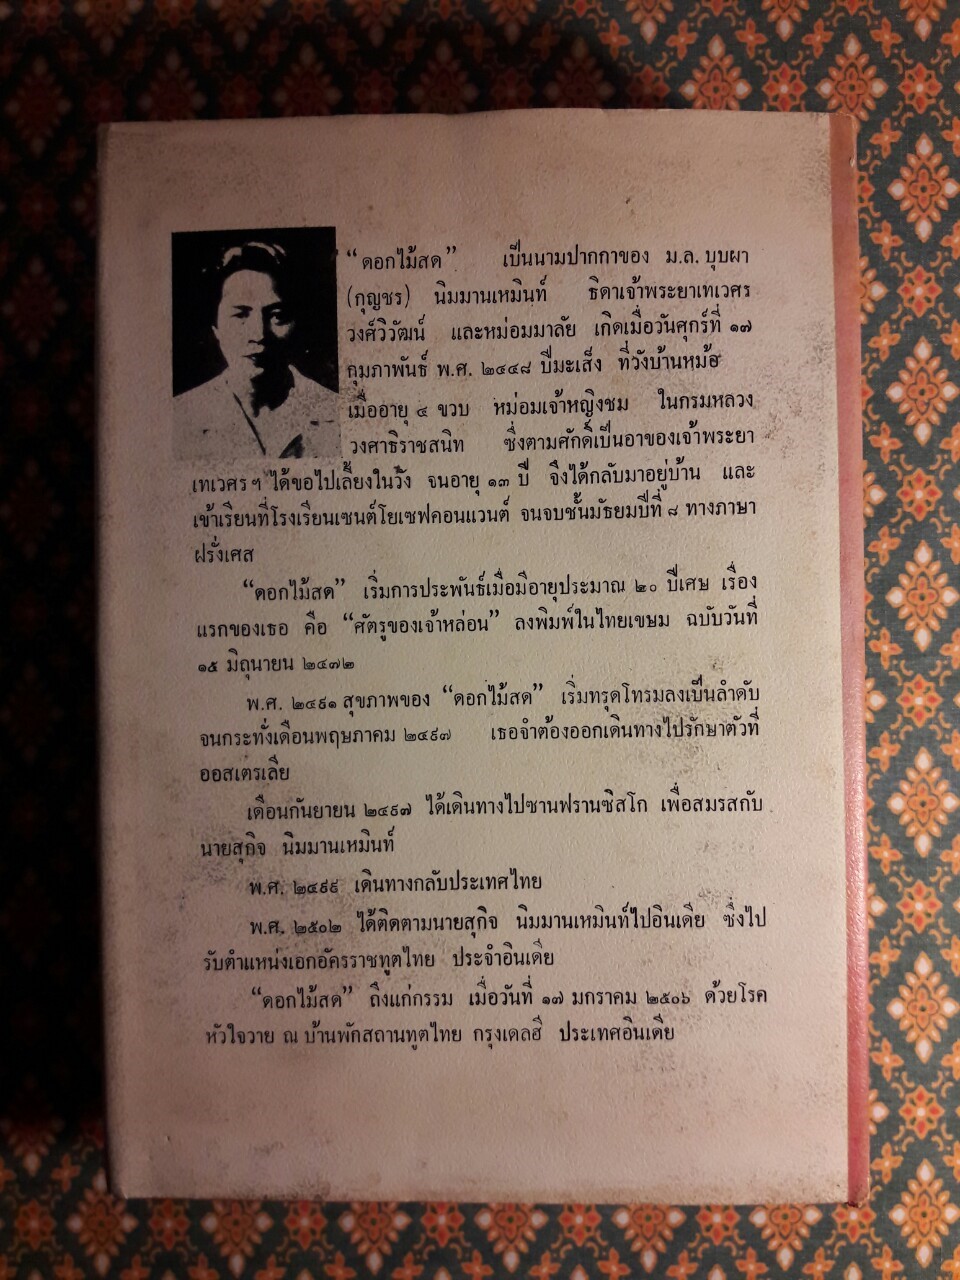 “ดอกไม้สด” เป็นนามปากกาของ ม.ล. บุบผา
(กุญชร) นิมมานเหมินท์ ธิดาเจ้าพระยาเทเวศร
วงศ์วิวัฒน์ และหม่อมมาลัย เกิดเมื่อวันศุกร์ที่ ๑๗
กุมภาพันธ์ พ.ศ. ๒๔๔๘ ปีมะเส็ง ที่วังบ้านหม้อ
เมื่ออายุ ๔ ขวบ หม่อมเจ้าหญิงชม ในกรมหลวง
วงศาธิราชสนิท ซึ่งตามศักดิ์เป็นอาของเจ้าพระยา
เทเวศร ฯ ได้ขอไปเลี้ยงในวัง จนอายุ ๑๓ ปี จึงได้กลับมาอยู่บ้าน และ
เข้าเรียนที่โรงเรียนเซนต์โยเซฟคอนแวนต์ จนจบชั้นมัธยมปีที่ ๘ ทางภาษา
ฝรั่งเศส
“ดอกไม้สด” เริ่มการประพันธ์เมื่อมีอายุประมาณ ๒๐ ปีเศษ เรื่อง
แรกของเธอ คือ “ศัตรูของเจ้าหล่อน” ลงพิมพ์ในไทยเขษม ฉบับวันที่
๑๕ มิถุนายน ๒๔๗๒
พ.ศ. ๒๔๙๑ สุขภาพของ “ดอกไม้สด” เริ่มทรุดโทรมลงเป็นลำดับ
จนกระทั่งเดือนพฤษภาคม ๒๔๙๗ เธอจำต้องออกเดินทางไปรักษาตัวที่
ออสเตรเลีย
เดือนกันยายน ๒๔๙๗ ได้เดินทางไปซานฟรานซิสโก เพื่อสมรสกับ
นายสุกิจ นิมมานเหมินท์
พ.ศ. ๒๔๙๙ เดินทางกลับประเทศไทย
พ.ศ. ๒๕๐๒ ได้ติดตามนายสุกิจ นิมมานเหมินท์ไปอินเดีย ซึ่งไป
รับตำแหน่งเอกอัครราชทูตไทย ประจำอินเดีย
“ดอกไม้สด” ถึงแก่กรรม เมื่อวันที่ ๑๗ มกราคม ๒๕๐๖ ด้วยโรค
หัวใจวาย ณ บ้านพักสถานทูตไทย กรุงเดลฮี ประเทศอินเดีย